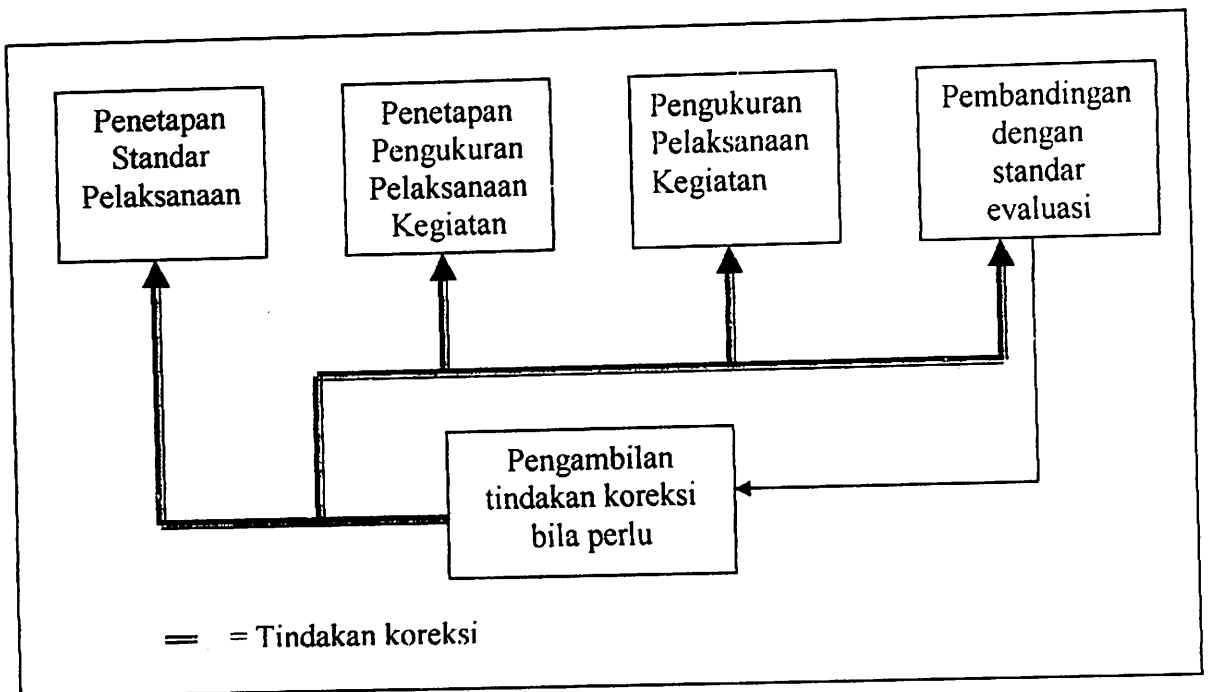 Penetapan
Standar
Pelaksanaan
Penetapan
Pengukuran
Pelaksanaan
Kegiatan
Pengukuran
Pelaksanaan
Kegiatan
Pembandingan
dengan
standar
evaluasi
Pengambilan
tindakan koreksi
bila perlu
= Tindakan koreksi